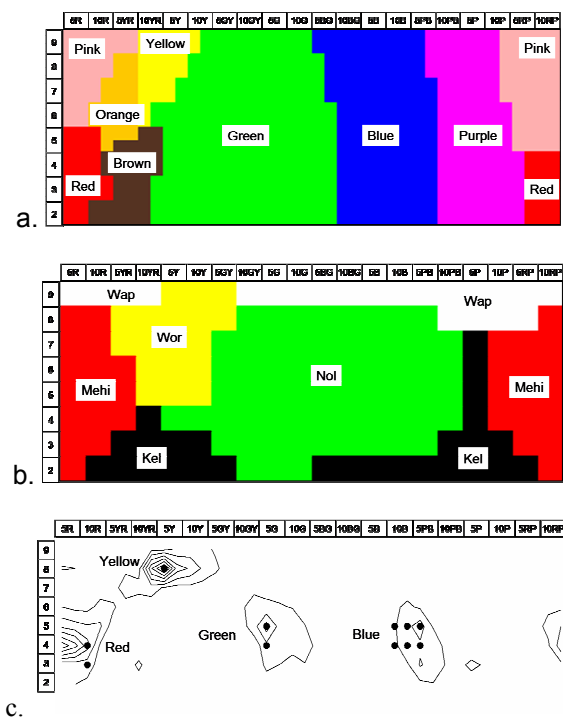 5R 10R 5YR 10YR 5Y 10Y 5GY 10GY 5G 10G 5BG 10BG 5B 10B 5PB 10PB 5P 10P 5RP 10RP
9 Pink Yellow Pink
8
7
6 Orange
5 Green Blue Purple
4 Brown
3 Red Red
2
a.
5R 10R 5YR 10YR 5Y 10Y 5GY 10GY 5G 10G 5BG 10BG 5B 10B 5PB 10PB 5P 10P 5RP 10RP
9 Wap Wap
8
7 Wor
6 Nol
5 Mehi Mehi
4
3 Kel Kel
2
b.
5R 10R 5YR 10YR 5Y 10Y 5GY 10GY 5G 10G 5BG 10BG 5B 10B 5PB 10PB 5P 10P 5RP 10RP
9 Yellow
8
7
6
5 Green Blue
4 Red
3
2
c.